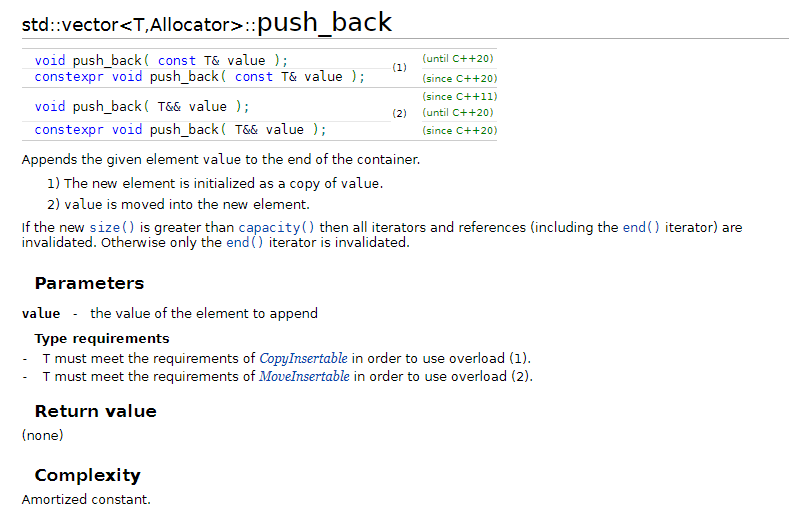 std::vector<T,Allocator>::push_back
void push_back( const T& value ); (until C++20)
(1)
constexpr void push_back( const T& value ); (since C++20)
(since C++11)
void push_back( T&& value );
(2) (until C++20)
constexpr void push_back( T&& value ); (since C++20)
Appends the given element value to the end of the container.
1) The new element is initialized as a copy of value.
2) value is moved into the new element.
If the new size() is greater than capacity() then all iterators and references (including the end() iterator) are
invalidated. Otherwise only the end() iterator is invalidated.
Parameters
value - the value of the element to append
Type requirements
- T must meet the requirements of CopyInsertable in order to use overload (1).
- T must meet the requirements of MoveInsertable in order to use overload (2).
Return value
(none)
Complexity
Amortized constant.